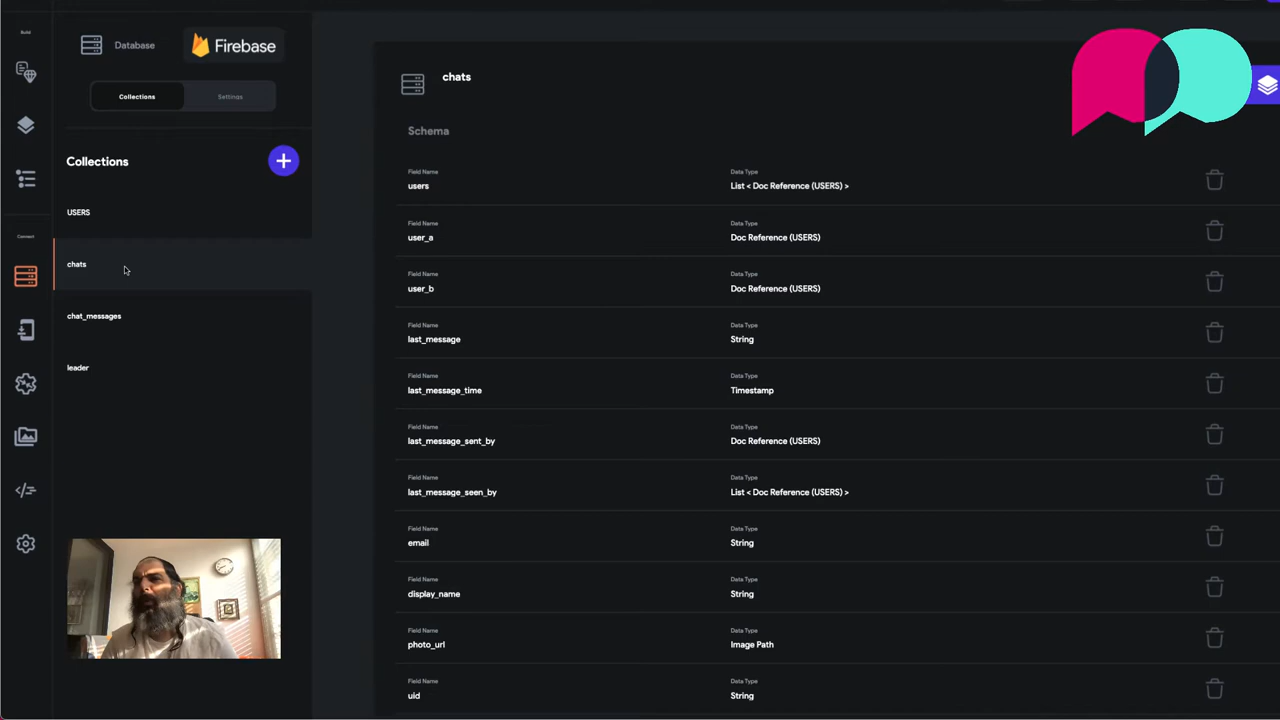 Build
Database
Firebase
Collections
Settings
Collections
USERS
Connect
chats
chat_messages
leader
chats
Schema
Field Name
Data Type
users
List < Doc Reference (USERS) >
Field Name
Data Type
user_a
Doc Reference (USERS)
Field Name
Data Type
user_b
Doc Reference (USERS)
Field Name
Data Type
last_message
String
Field Name
Data Type
last_message_time
Timestamp
Field Name
Data Type
last_message_sent_by
Doc Reference (USERS)
Field Name
Data Type
last_message_seen_by
List < Doc Reference (USERS) >
Field Name
Data Type
email
String
Field Name
Data Type
display_name
String
Field Name
Data Type
photo_url
Image Path
Field Name
Data Type
uid
String